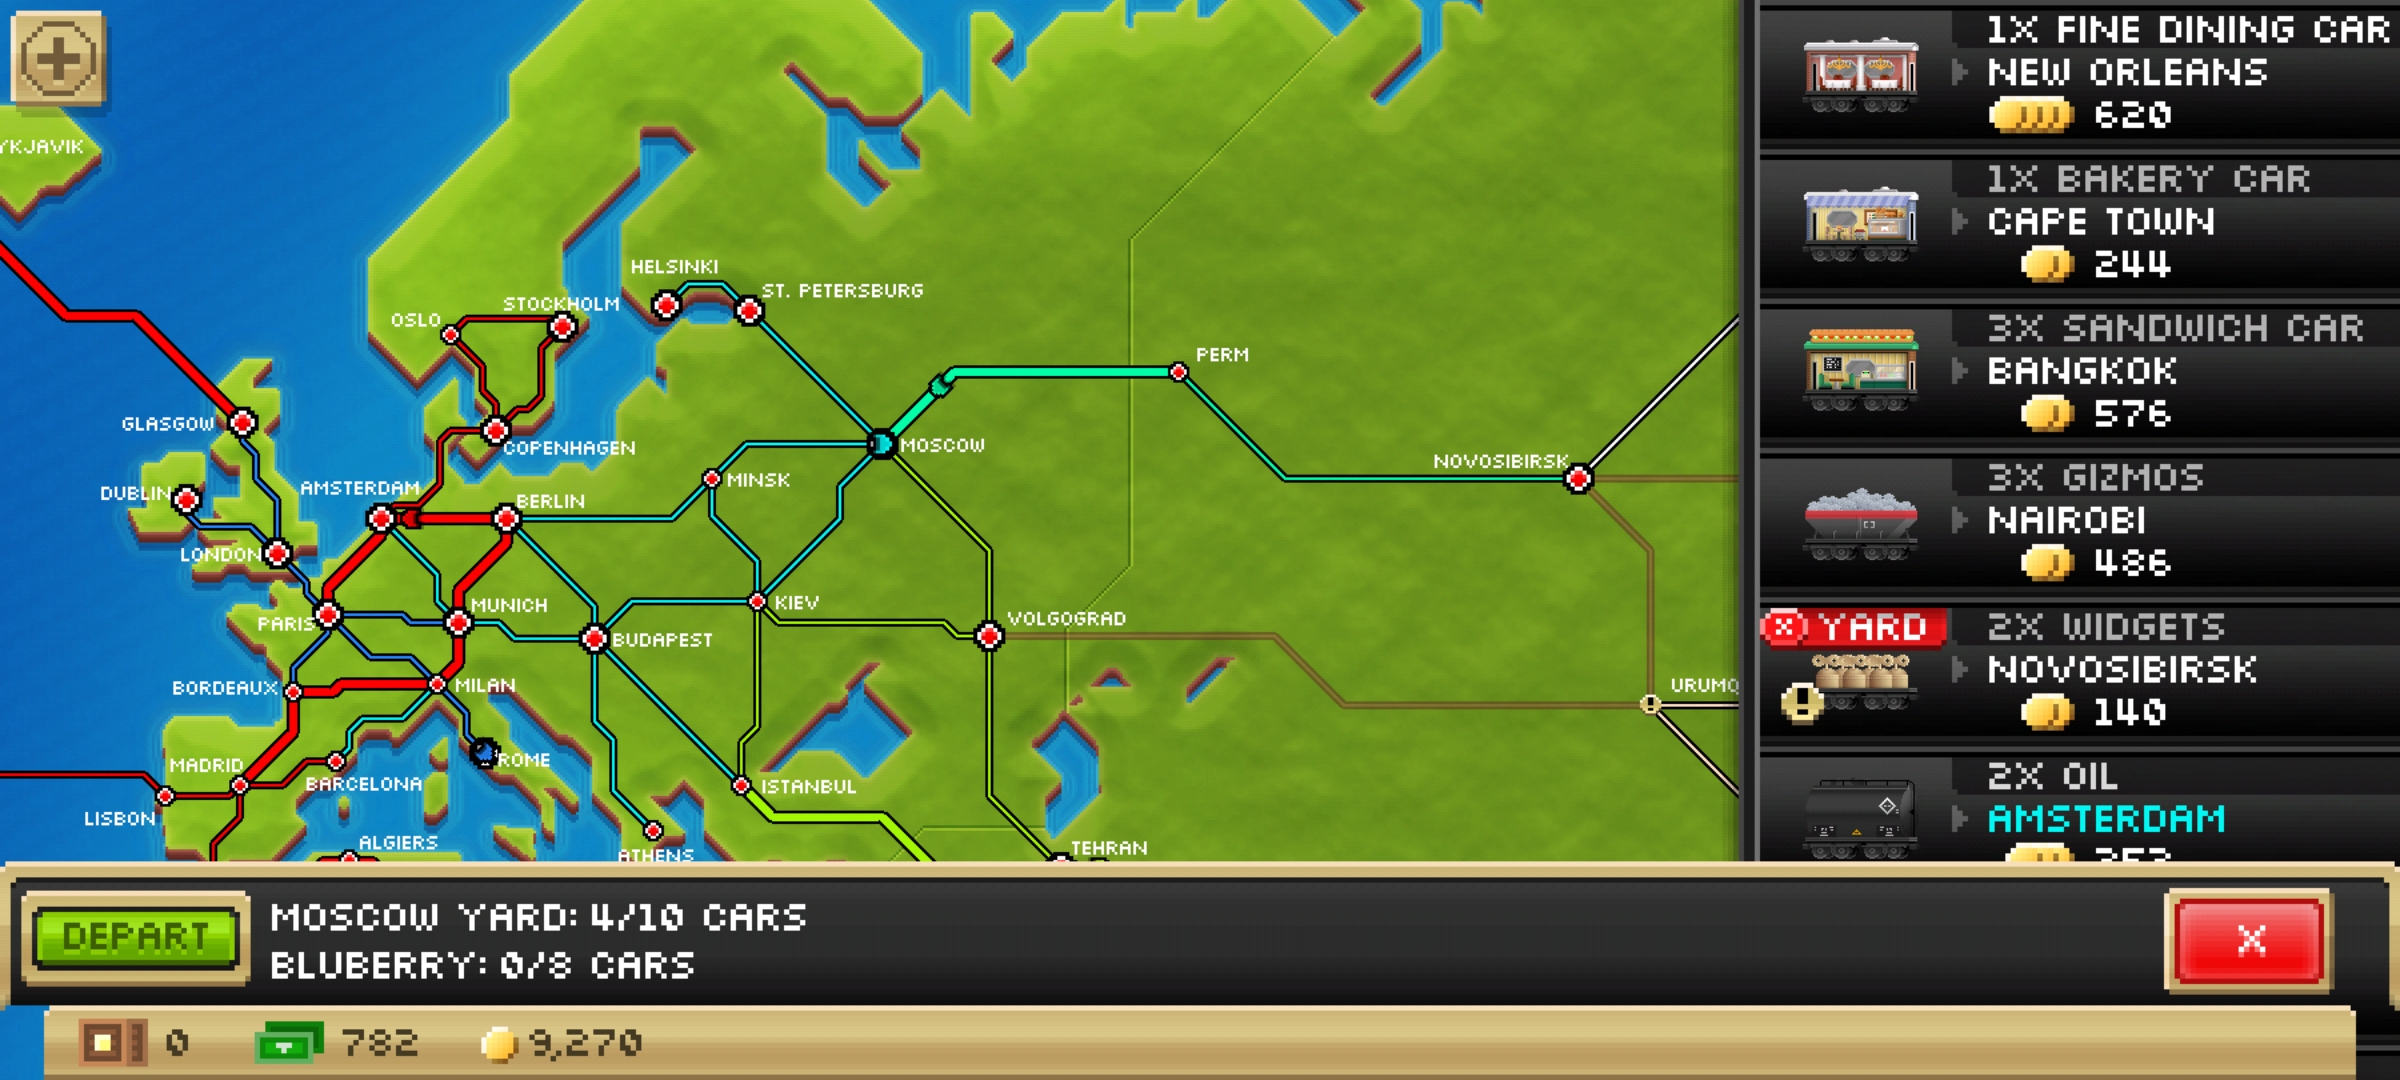 YKJAVIK
HELSINKI
ST. PETERSBURG
STOCKHOLM
OSLO
PERM
GLASGOW
COPENHAGEN
MOSCOW
NOVOSIBIRSK
MINSK
DUBLIN
AMSTERDAM
BERLIN
LONDON
PARIS
MUNICH
KIEV
VOLGOGRAD
BUDAPEST
BORDEAUX
MILAN
URUMQ
ROME
MADRID
BARCELONA
ISTANBUL
LISBON
ALGIERS
ATHENS
TEHRAN
1X FINE DINING CAR
NEW ORLEANS
620
1X BAKERY CAR
CAPE TOWN
244
3X SANDWICH CAR
BANGKOK
576
3X GIZMOS
NAIROBI
486
X YARD
2X WIDGETS
NOVOSIBIRSK
140
2X OIL
AMSTERDAM
DEPART
MOSCOW YARD: 4/10 CARS
BLUBERRY: 0/8 CARS
X
0
782
9,270